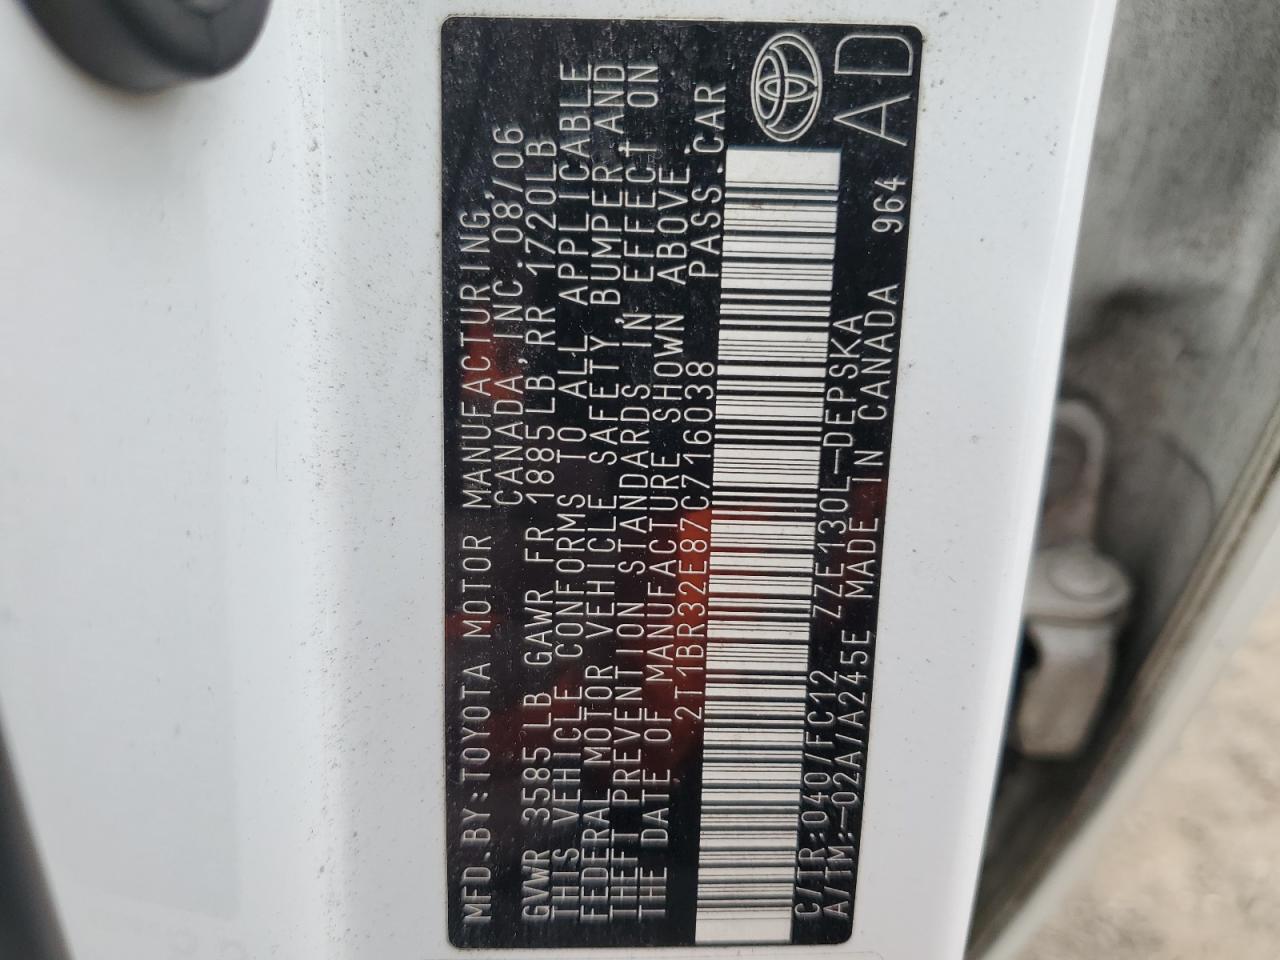 MFD.BY:TOYOTA MOTOR MANUFACTURING,
CANADA,INC.08/06
GVWR 3585 LB GAWR FR 1885LB RR 1720LB
THIS VEHICLE CONFORMS TO ALL APPLICABLE
FEDERAL MOTOR VEHICLE SAFETY,BUMPER,AND
THEFT PREVENTION STANDARDS IN EFFECT ON
THE DATE OF MANUFACTURE SHOWN ABOVE.
2T1BR32E87C716038 PASS.CAR
C/TR:040/FC12 ZZE130L-DEPSKA
A/TM:-02A/A245E MADE IN CANADA 964
AD